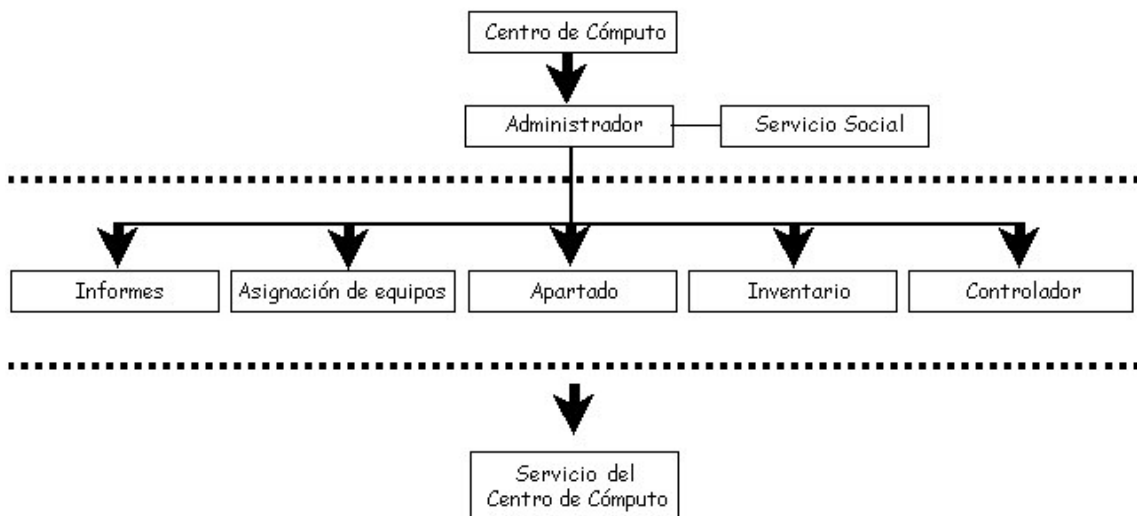 Centro de Cómputo
Administrador
Servicio Social
Informes
Asignación de equipos
Apartado
Inventario
Controlador
Servicio del
Centro de Cómputo